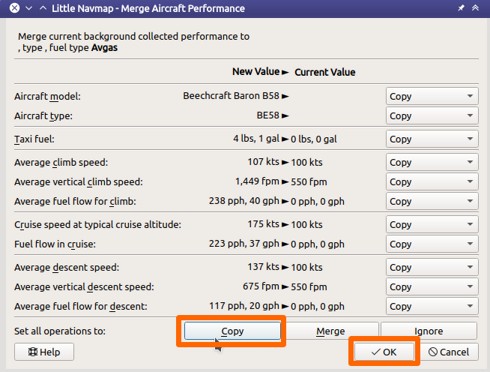 Little Navmap - Merge Aircraft Performance
Merge current background collected performance to
, type , fuel type Avgas
New Value ► Current Value
Aircraft model: Beechcraft Baron B58 ► Copy
Aircraft type: BE58 ► Copy
Taxi fuel: 4 lbs, 1 gal ► 0 lbs, 0 gal Copy
Average climb speed: 107 kts ► 100 kts Copy
Average vertical climb speed: 1,449 fpm ► 550 fpm Copy
Average fuel flow for climb: 238 pph, 40 gph ► 0 pph, 0 gph Copy
Cruise speed at typical cruise altitude: 175 kts ► 100 kts Copy
Fuel flow in cruise: 223 pph, 37 gph ► 0 pph, 0 gph Copy
Average descent speed: 137 kts ► 100 kts Copy
Average vertical descent speed: 675 fpm ► 550 fpm Copy
Average fuel flow for descent: 117 pph, 20 gph ► 0 pph, 0 gph Copy
Set all operations to: Copy Merge Ignore
Help OK Cancel